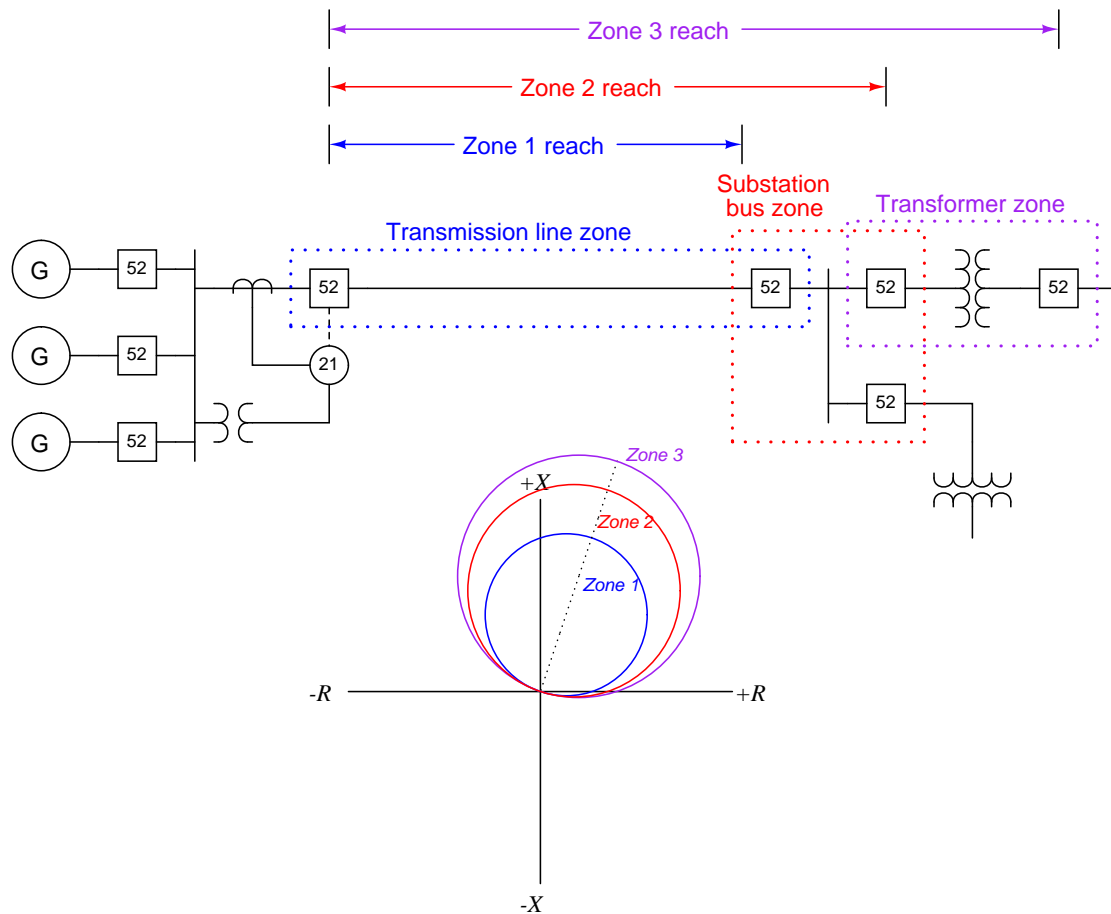 Zone 3 reach
Zone 2 reach
Zone 1 reach
Substation
bus zone
Transformer zone
Transmission line zone
G 52 52 52 52 52
G 52 21
G 52 52
Zone 3
+X
Zone 2
Zone 1
-R +R
-X